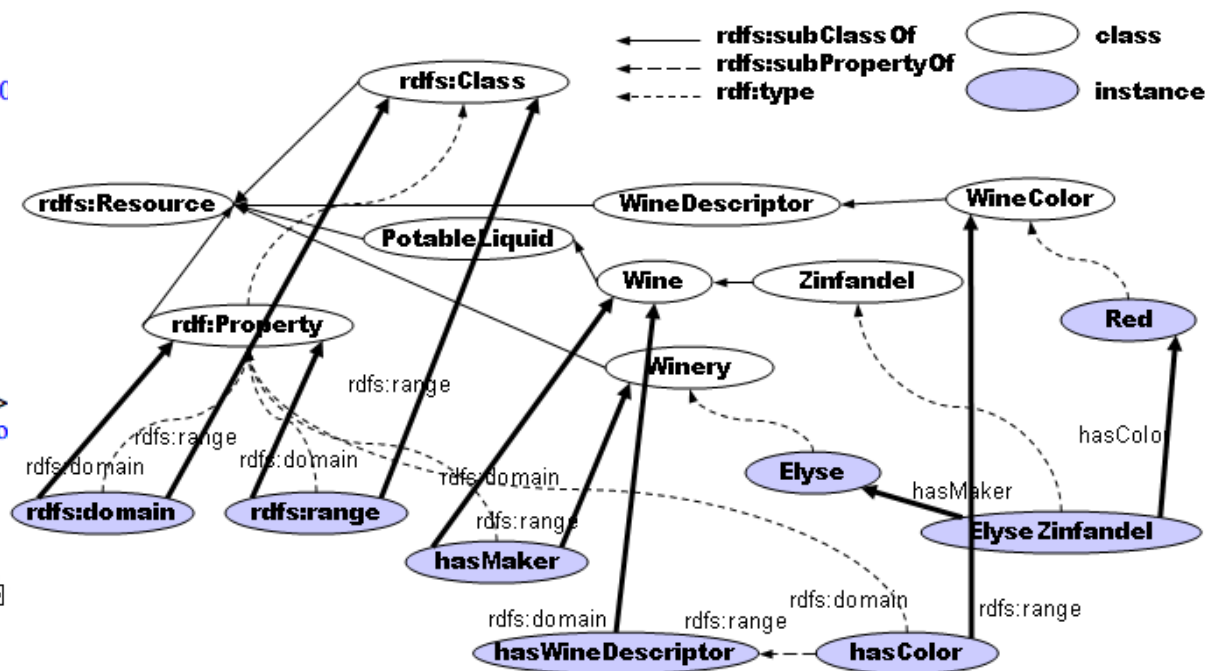 rdfs:subClassOf
class
rdfs:subPropertyOf
rdf:type
instance
rdfs:Class
rdfs:Resource
WineDescriptor
WineColor
PotableLiquid
Wine
Zinfandel
rdf:Property
Red
rdfs:range
Winery
rdfs:range
hasColor
rdfs:domain
rdfs:domain
rdfs:domain
Elyse
hasMaker
rdfs:domain
rdfs:range
rdfs:range
Elyse Zinfandel
hasMaker
rdfs:domain
rdfs:range
rdfs:domain
rdfs:range
hasWineDescriptor
hasColor